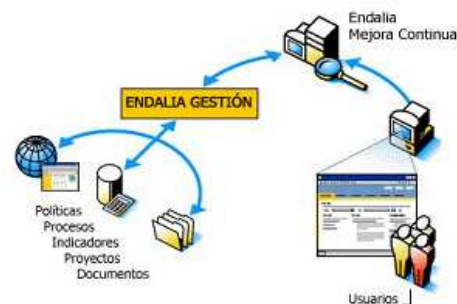 Endalia
Mejora Continua
ENDALIA GESTIÓN
Políticas
Procesos
Indicadores
Proyectos
Documentos
Usuarios